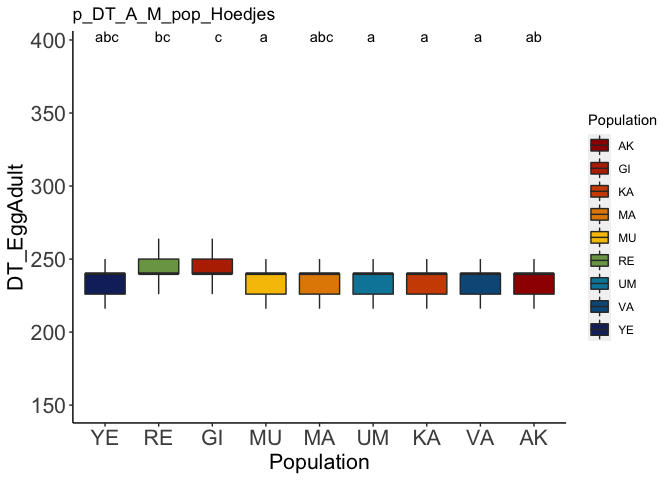 p_DT_A_M_pop_Hoedjes
abc bc c a abc a a a ab
400
350
300
250
200
150
DT_EggAdult
YE RE GI MU MA UM KA VA AK
Population
Population
AK
GI
KA
MA
MU
RE
UM
VA
YE